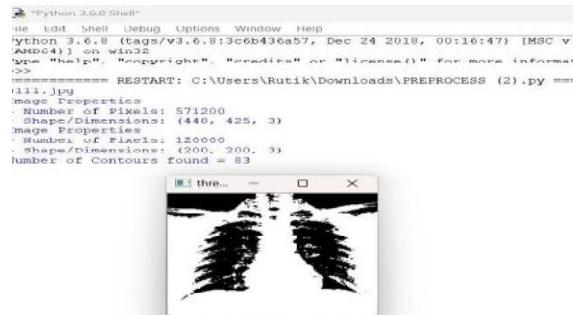 *Python 3.6.8 Shell*
File Edit Shell Debug Options Window Help
Python 3.6.8 (tags/v3.6.8:3c6b436a57, Dec 24 2018, 00:16:47) [MSC v
(AMD64)] on win32
Type "help", "copyright", "credits" or "license()" for more informat
>>>
=========== RESTART: C:\Users\Rutik\Downloads\PREPROCESS (2).py ===
.jpg
Image Properties
- Number of Pixels: 571200
- Shape/Dimensions: (448, 425, 3)
Image Properties
- Number of Pixels: 120000
- Shape/Dimensions: (200, 200, 3)
Number of Contours found = 83
thre...